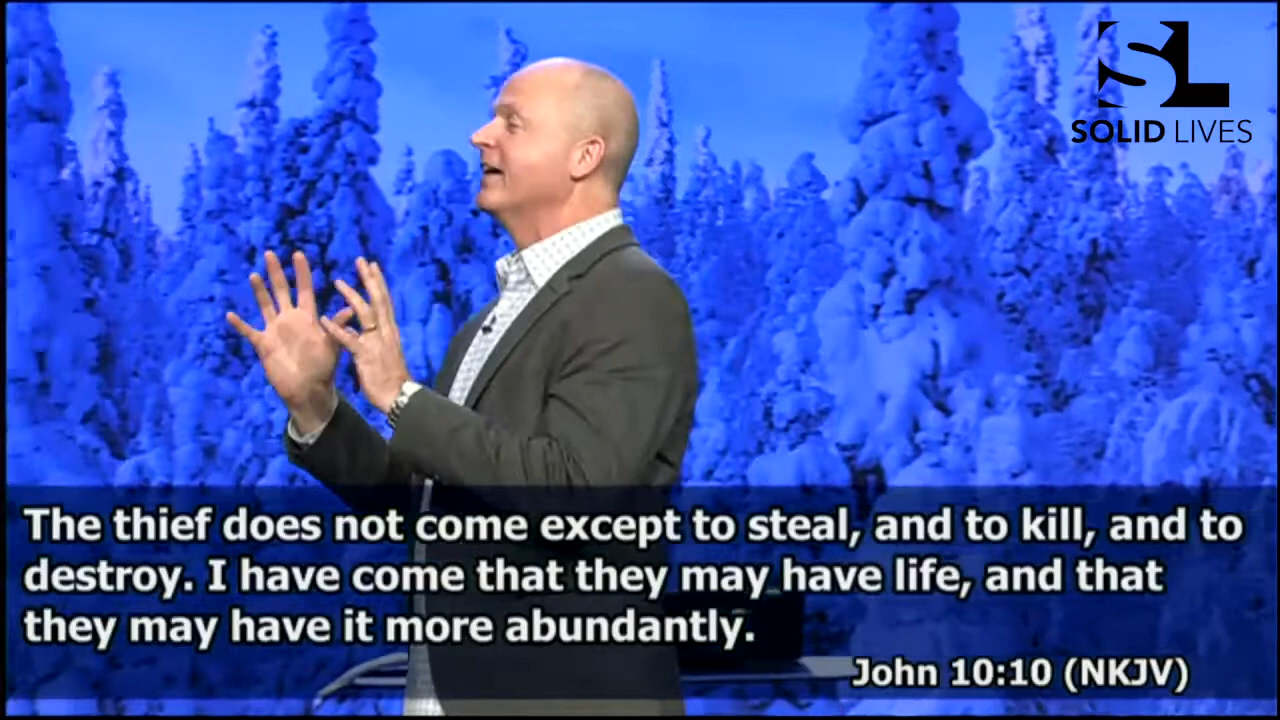 SL
SOLID LIVES
The thief does not come except to steal, and to kill, and to
destroy. I have come that they may have life, and that
they may have it more abundantly.
John 10:10 (NKJV)